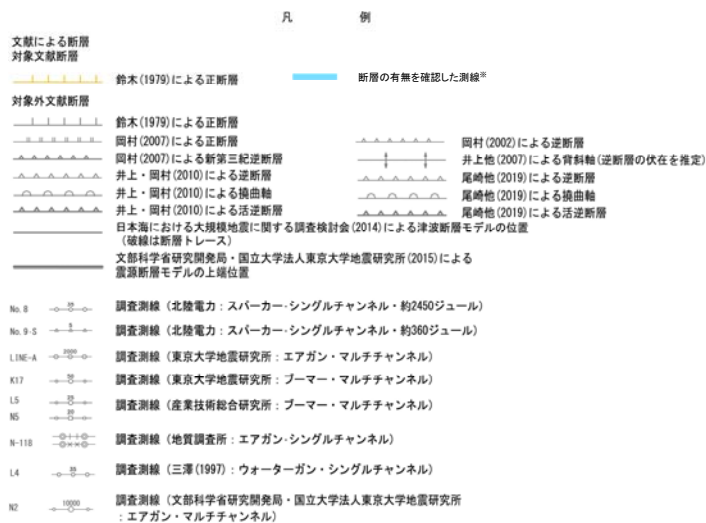 凡 例
文献による断層
対象文献断層
鈴木(1979)による正断層
断層の有無を確認した測線※
対象外文献断層
鈴木(1979)による正断層
岡村(2007)による正断層
岡村(2007)による新第三紀逆断層
井上・岡村(2010)による逆断層
井上・岡村(2010)による撓曲軸
井上・岡村(2010)による活逆断層
岡村(2002)による逆断層
井上他(2007)による背斜軸(逆断層の伏在を推定)
尾崎他(2019)による逆断層
尾崎他(2019)による撓曲軸
尾崎他(2019)による活逆断層
日本海における大規模地震に関する調査検討会(2014)による津波断層モデルの位置
(破線は断層トレース)
文部科学省研究開発局・国立大学法人東京大学地震研究所(2015)による
震源断層モデルの上端位置
No.8 25 調査測線(北陸電力:スパーカー・シングルチャンネル・約2450ジュール)
No.9-S 調査測線(北陸電力:スパーカー・シングルチャンネル・約360ジュール)
LINE-A 2000 調査測線(東京大学地震研究所:エアガン・マルチチャンネル)
K17 50 調査測線(東京大学地震研究所:ブーマー・マルチチャンネル)
L5 25
調査測線(産業技術総合研究所:ブーマー・マルチチャンネル)
N5 20
N-118 調査測線(地質調査所:エアガン・シングルチャンネル)
L4 調査測線(三澤(1997):ウォーターガン・シングルチャンネル)
N2 10000 調査測線(文部科学省研究開発局・国立大学法人東京大学地震研究所
:エアガン・マルチチャンネル)